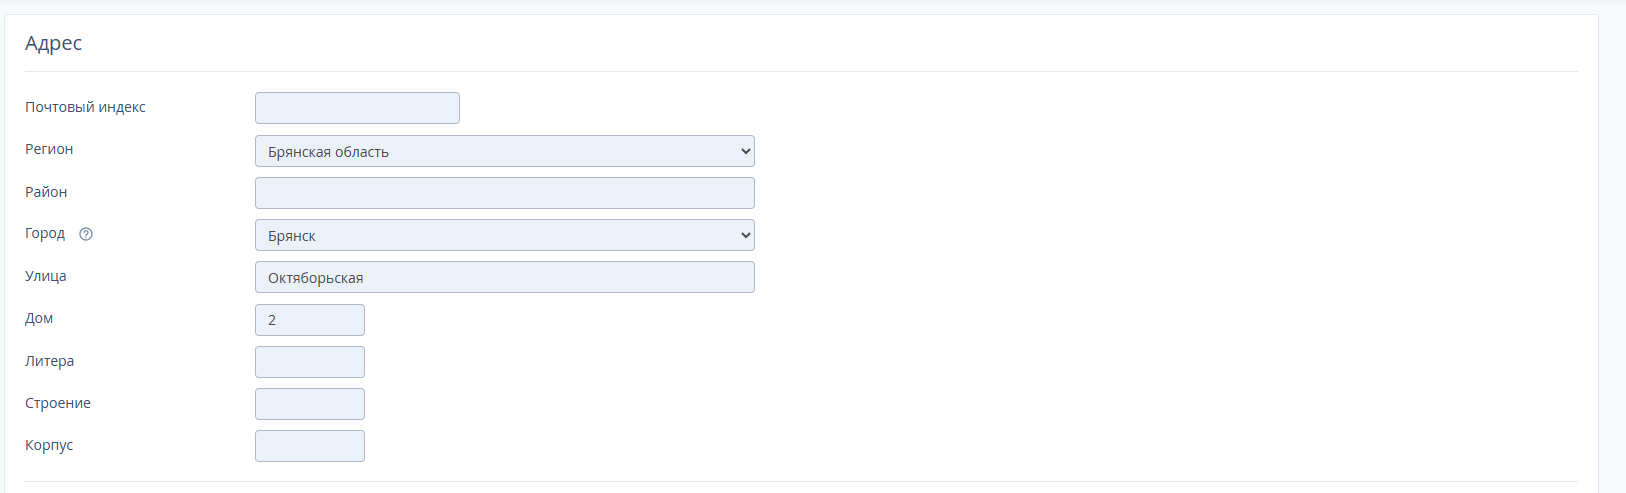 Адрес
Почтовый индекс
Регион Брянская область
Район
Город ? Брянск
Улица Октяборьская
Дом 2
Литера
Строение
Корпус